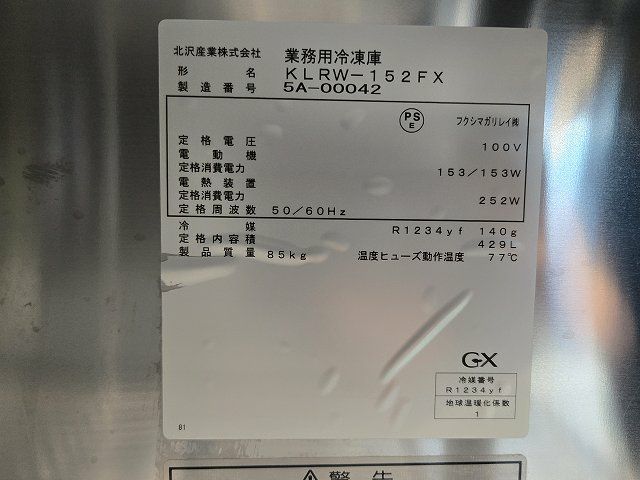 北沢産業株式会社 業務用冷凍庫
形名 KLRW-152FX
製造番号 5A-00042
PS E フクシマガリレイ㈱
定格電圧 100V
電動機
定格消費電力 153/153W
電熱装置
定格消費電力 252W
定格周波数 50/60Hz
冷媒 R1234yf 140g
定格内容積 429L
製品質量 85kg 温度ヒューズ動作温度 77℃
GX
冷媒番号
R1234yf
地球温暖化係数
1
81
⚠警告